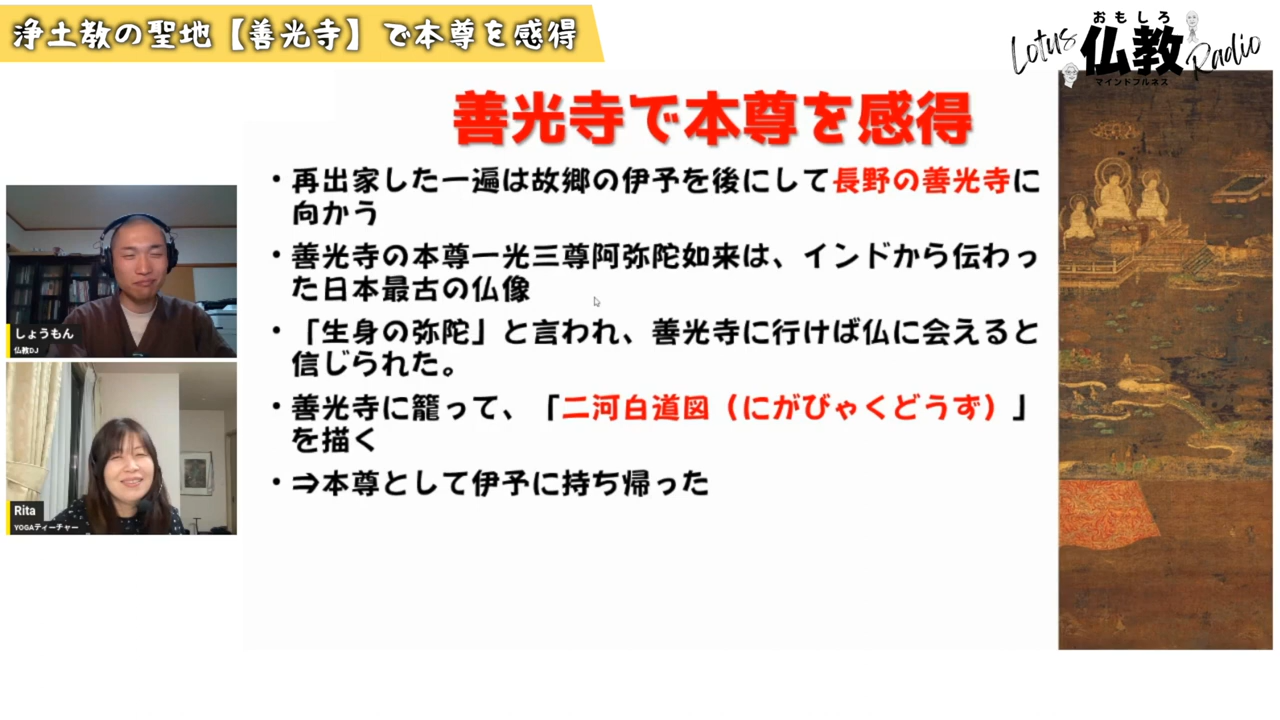 浄土教の聖地【善光寺】で本尊を感得
Lotus
おもしろ
仏教
マインドフルネス
Radio
善光寺で本尊を感得
・再出家した一遍は故郷の伊予を後にして長野の善光寺に
向かう
・善光寺の本尊一光三尊阿弥陀如来は、インドから伝わっ
た日本最古の仏像
・「生身の弥陀」と言われ、善光寺に行けば仏に会えると
信じられた。
・善光寺に籠って、「二河白道図（にがびゃくどうず）」
を描く
・⇒本尊として伊予に持ち帰った
しょうもん
仏教DJ
Rita
YOGAティーチャー